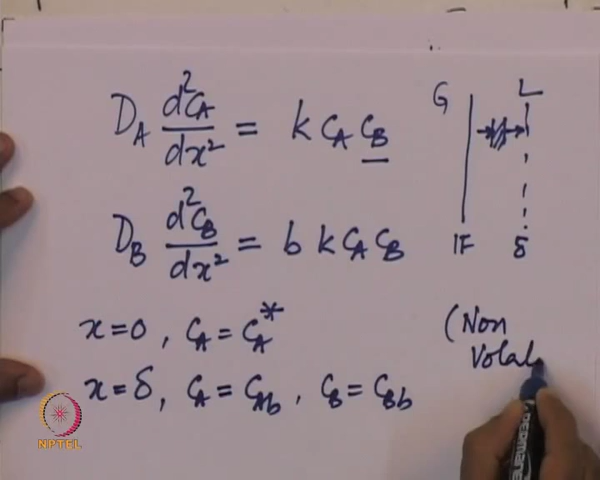 D_A d²C_A/dx² = k C_A C_B
G L
D_B d²C_B/dx² = b k C_A C_B
IF δ
x=0, C_A = C_A*
(Non
Volat
x=δ, C_A = C_Ab, C_B = C_Bb
NPTEL